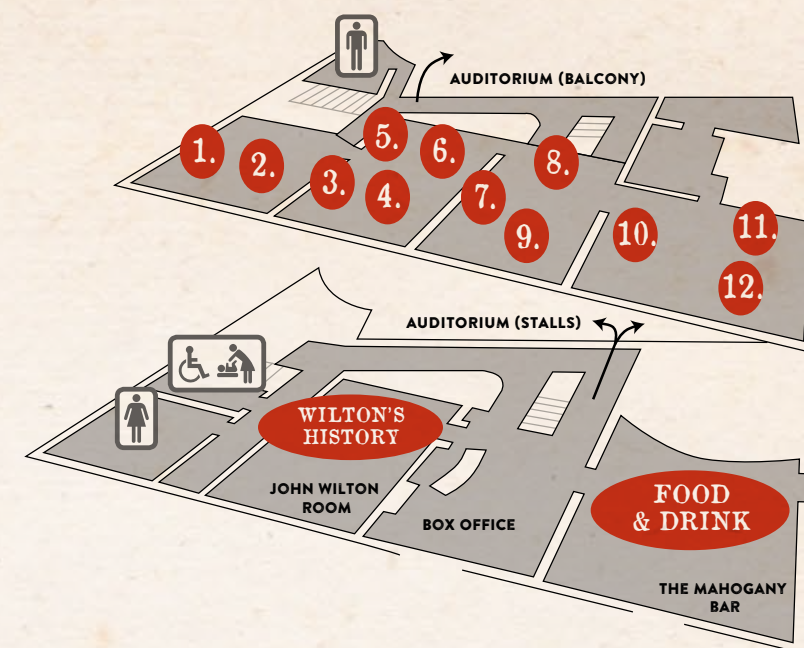 AUDITORIUM (BALCONY)
1.
2.
3.
4.
5.
6.
7.
8.
9.
10.
11.
12.
AUDITORIUM (STALLS)
WILTON'S
HISTORY
JOHN WILTON
ROOM
BOX OFFICE
FOOD
& DRINK
THE MAHOGANY
BAR